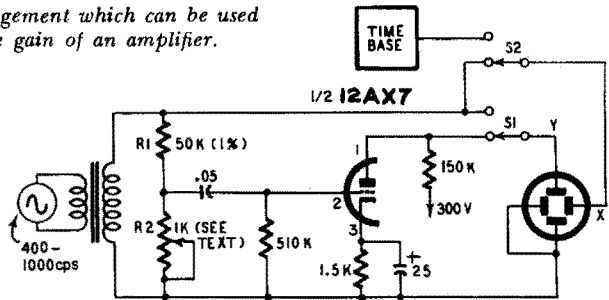 gement which can be used
gain of an amplifier.
TIME
BASE
S2
1/2 12AX7
R1
50K (1%)
S1
Y
1
.05
150K
2
300V
X
R2
1K (SEE
TEXT)
3
400-
1000cps
510K
+
1.5K
25